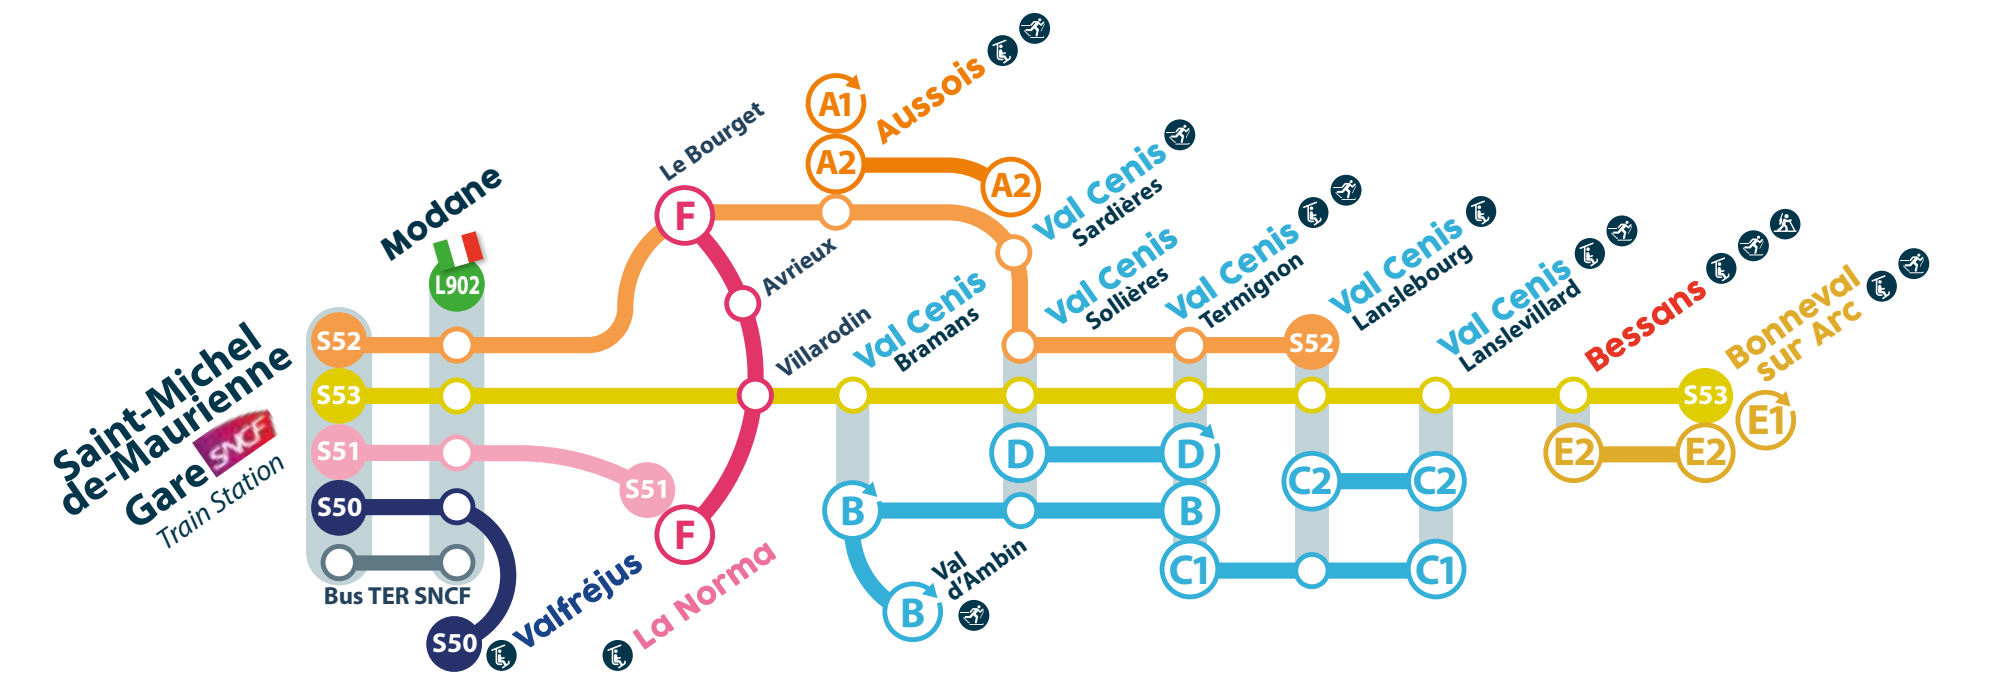 Saint-Michel
de-Maurienne
Gare SNCF
Train Station
S52
S53
S51
S50
Bus TER SNCF
Modane
L902
S50
Valfréjus
S51
F
La Norma
Le Bourget
F
Avrieux
Villarodin
A1
A2
Aussois
A2
Val Cenis
Sardières
Val Cenis
Bramans
Val Cenis
Sollières
Val Cenis
Termignon
Val Cenis
Lanslebourg
S52
Val Cenis
Lanslevillard
Bessans
Bonneval
sur Arc
S53
E1
E2
E2
D
D
B
B
B
Val
d'Ambin
C2
C2
C1
C1